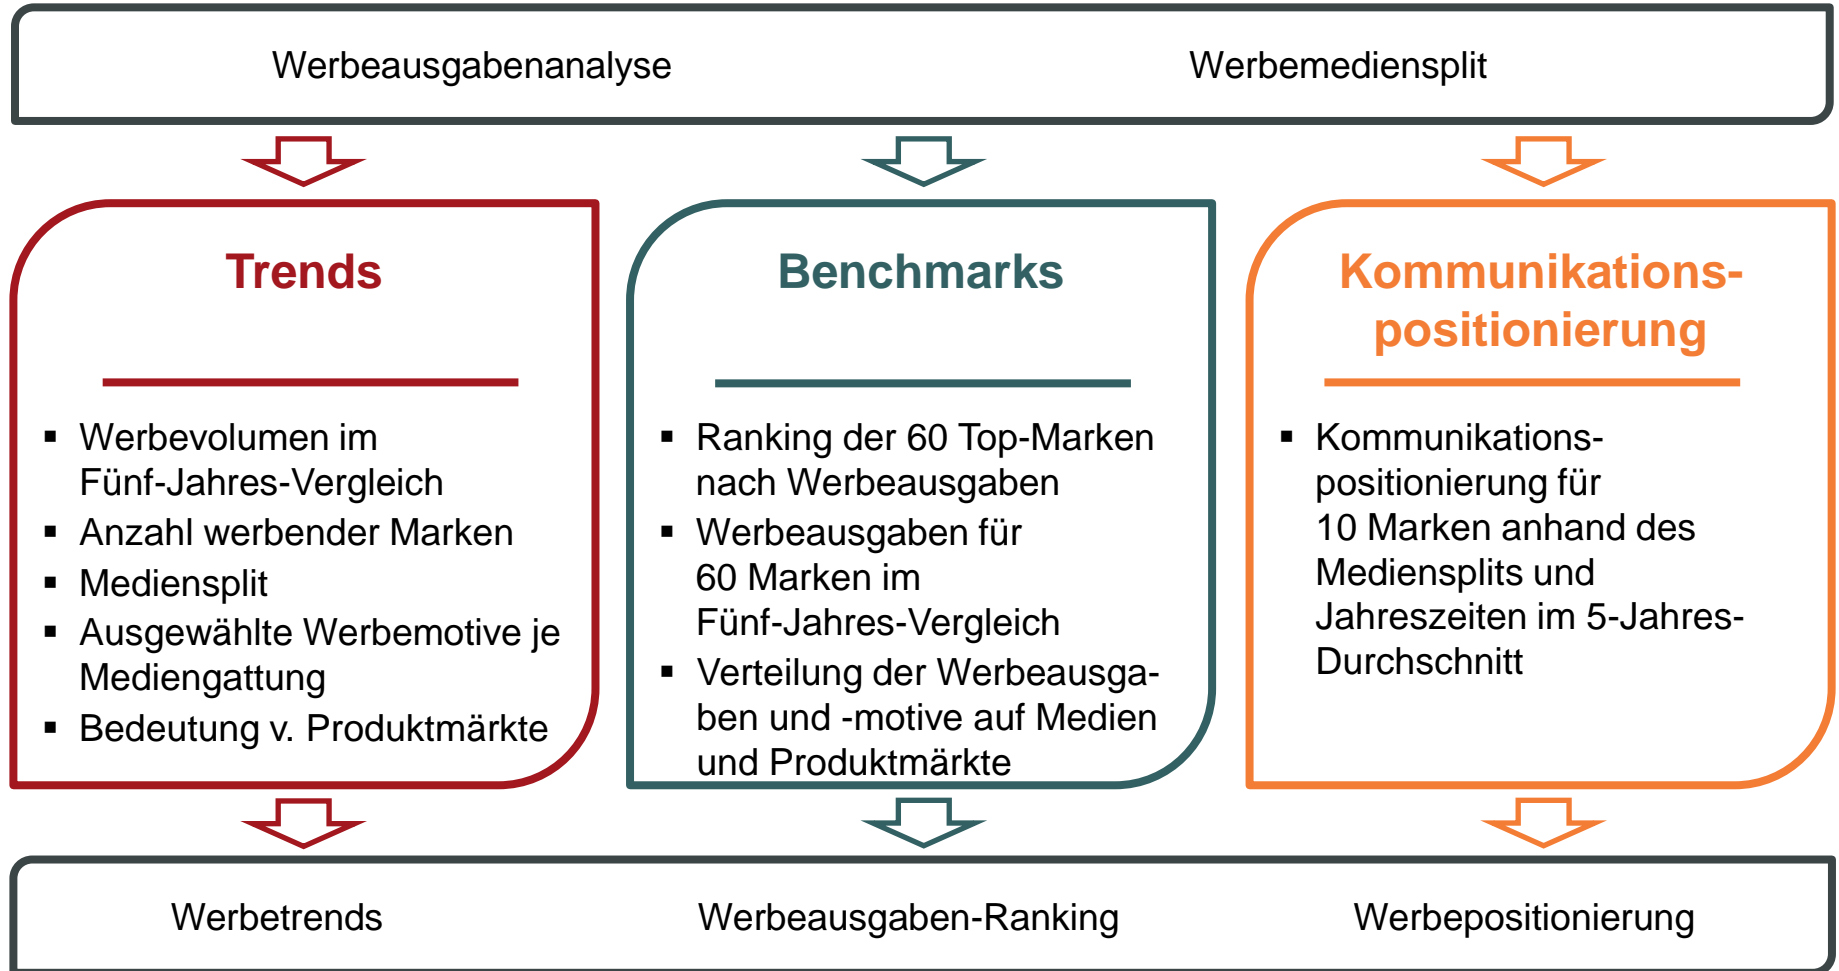 Werbeausgabenanalyse
Werbemediensplit
Trends
▪ Werbevolumen im
Fünf-Jahres-Vergleich
▪ Anzahl werbender Marken
▪ Mediensplit
▪ Ausgewählte Werbemotive je
Mediengattung
▪ Bedeutung v. Produktmärkte
Benchmarks
▪ Ranking der 60 Top-Marken
nach Werbeausgaben
▪ Werbeausgaben für
60 Marken im
Fünf-Jahres-Vergleich
▪ Verteilung der Werbeausga-
ben und -motive auf Medien
und Produktmärkte
Kommunikations-
positionierung
▪ Kommunikations-
positionierung für
10 Marken anhand des
Mediensplits und
Jahreszeiten im 5-Jahres-
Durchschnitt
Werbetrends
Werbeausgaben-Ranking
Werbepositionierung